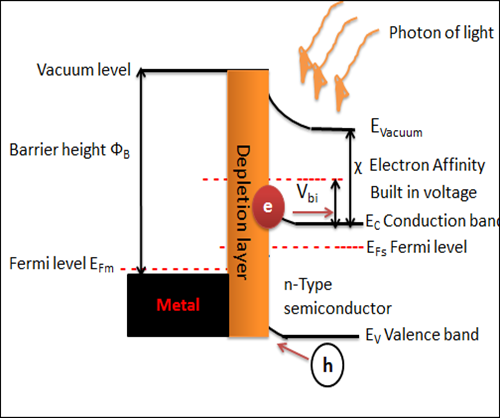 Photon of light
Vacuum level
E_Vacuum
Barrier height Φ_B
χ Electron Affinity
Depletion layer
V_bi
Built in voltage
e
E_C Conduction band
E_Fs Fermi level
Fermi level E_Fm
n-Type
semiconductor
Metal
E_V Valence band
h